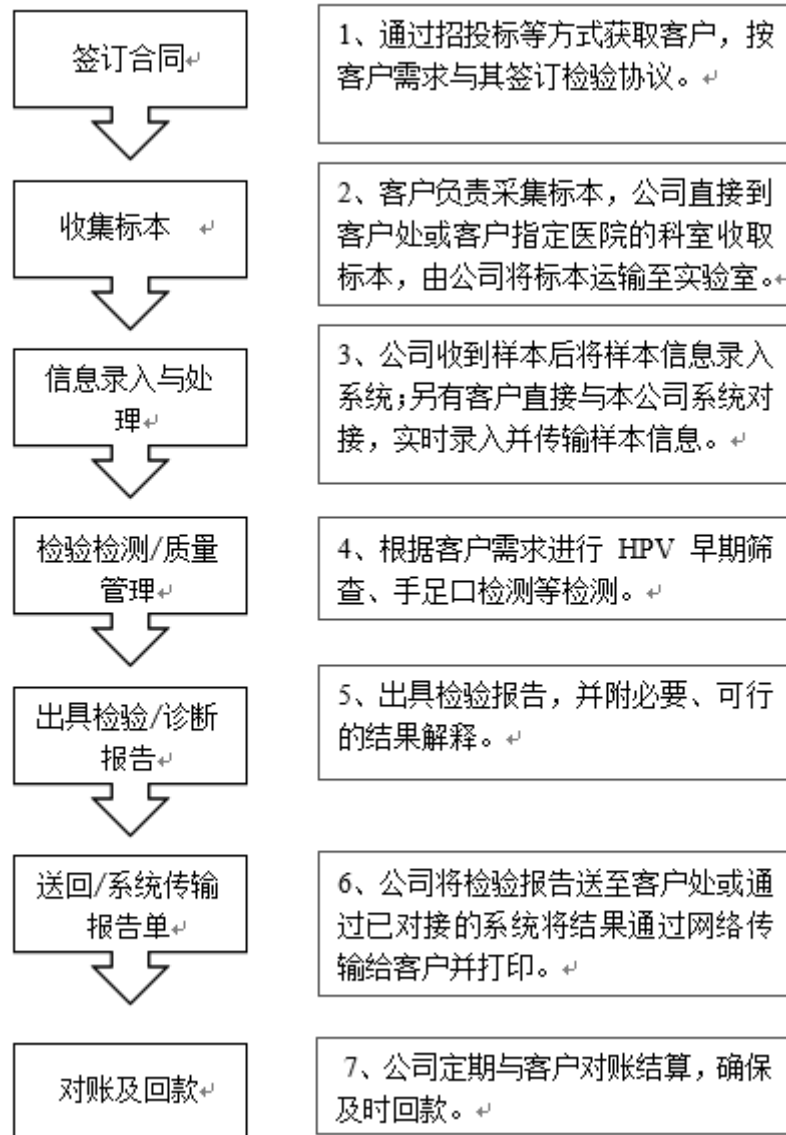 签订合同
1、通过招投标等方式获取客户，按
客户需求与其签订检验协议。
收集标本
2、客户负责采集标本，公司直接到
客户处或客户指定医院的科室收取
标本，由公司将标本运输至实验室。
信息录入与处
理
3、公司收到样本后将样本信息录入
系统;另有客户直接与本公司系统对
接，实时录入并传输样本信息。
检验检测/质量
管理
4、根据客户需求进行 HPV 早期筛
查、手足口检测等检测。
出具检验/诊断
报告
5、出具检验报告，并附必要、可行
的结果解释。
送回/系统传输
报告单
6、公司将检验报告送至客户处或通
过已对接的系统将结果通过网络传
输给客户并打印。
对账及回款
7、公司定期与客户对账结算，确保
及时回款。